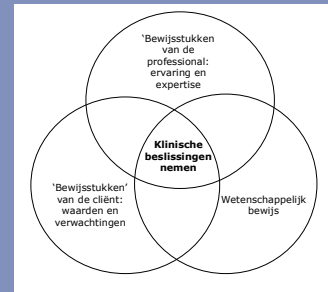 ‘Bewijsstukken
van de
professional:
ervaring en
expertise
Klinische
beslissingen
nemen
‘Bewijsstukken’
van de cliënt:
waarden en
verwachtingen
Wetenschappelijk
bewijs